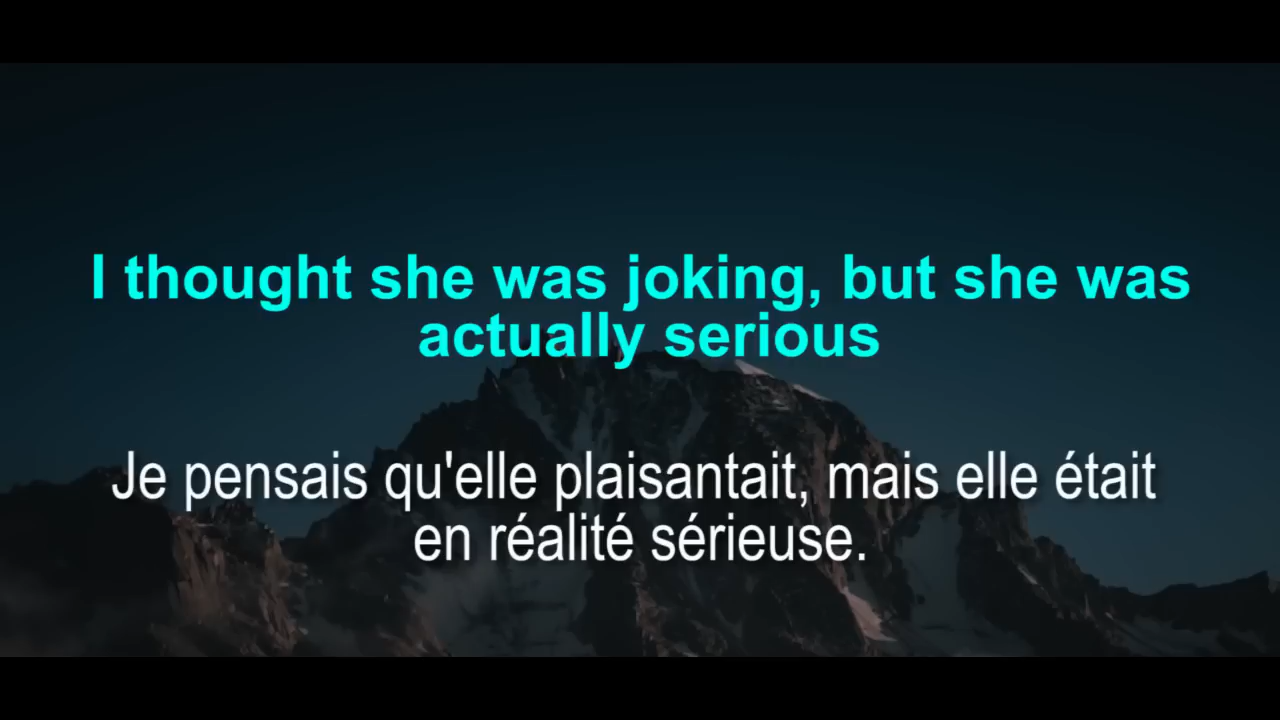 I thought she was joking, but she was
actually serious
Je pensais qu'elle plaisantait, mais elle était
en réalité sérieuse.